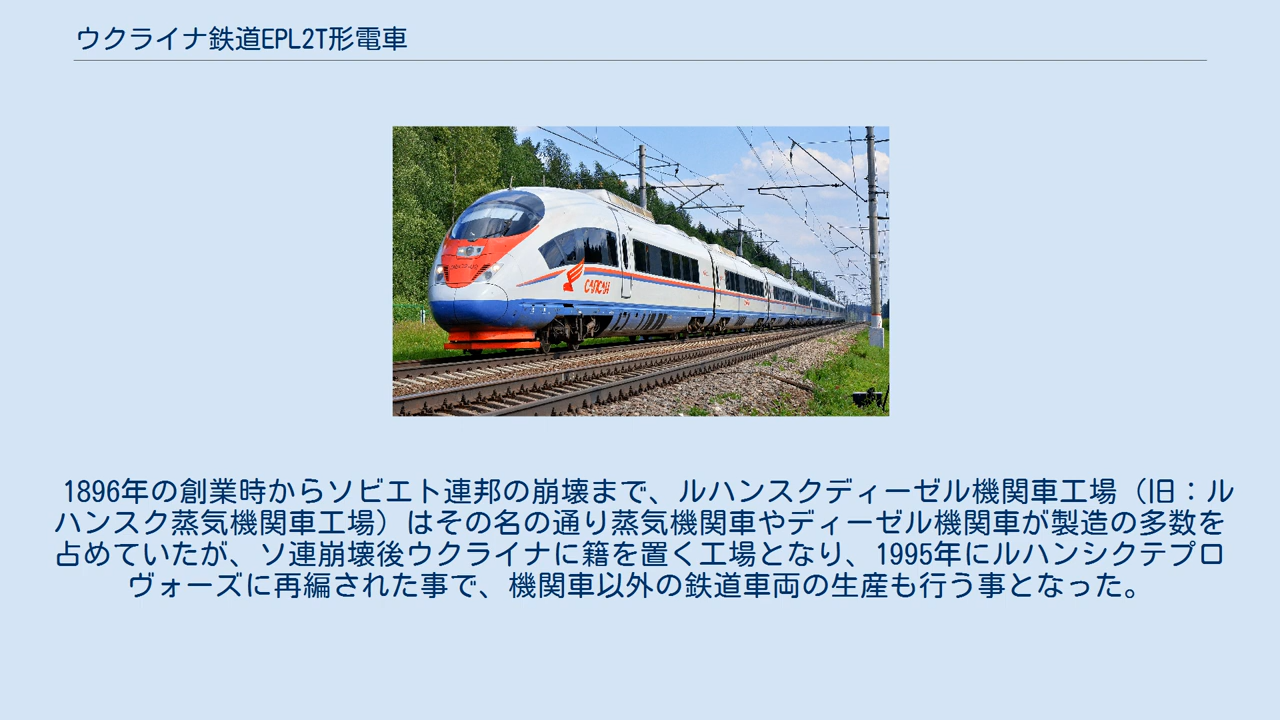 ウクライナ鉄道EPL2T形電車
САПСАН
1896年の創業時からソビエト連邦の崩壊まで、ルハンスクディーゼル機関車工場（旧：ル
ハンスク蒸気機関車工場）はその名の通り蒸気機関車やディーゼル機関車が製造の多数を
占めていたが、ソ連崩壊後ウクライナに籍を置く工場となり、1995年にルハンシクテプロ
ヴォーズに再編された事で、機関車以外の鉄道車両の生産も行う事となった。